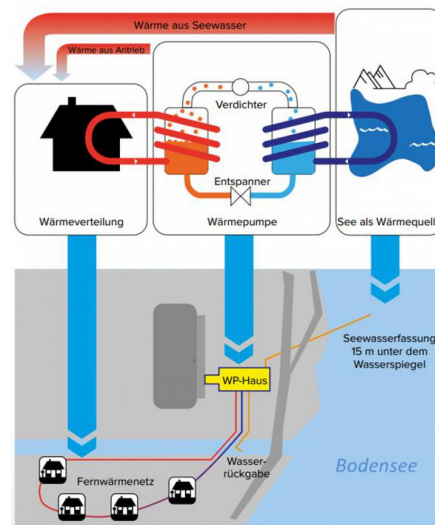 Wärme aus Seewasser
Wärme aus Antrieb
Verdichter
Entspanner
Wärmeverteilung
Wärmepumpe
See als Wärmequell
Seewasserfassung
15 m unter dem
Wasserspiegel
WP-Haus
Wasser-
rückgabe
Fernwärmenetz
Bodensee